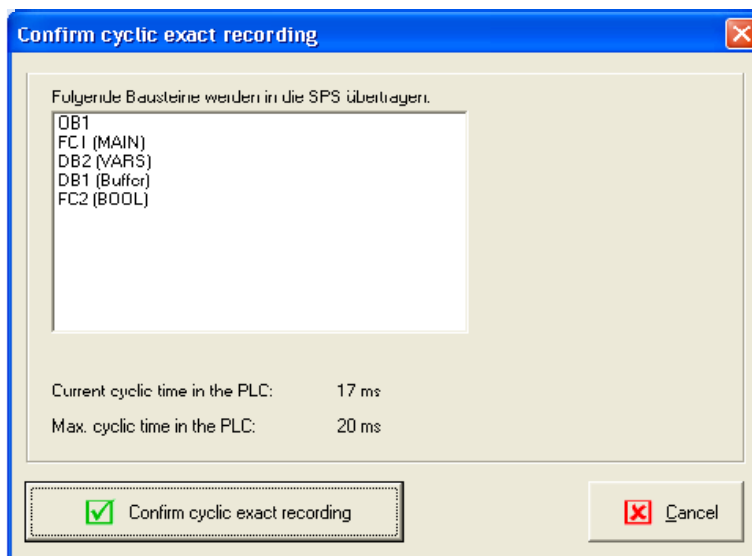 Confirm cyclic exact recording
Folgende Bausteine werden in die SPS übertragen:
OB1
FC1 (MAIN)
DB2 (VARS)
DB1 (Buffer)
FC2 (BOOL)
Current cyclic time in the PLC: 17 ms
Max. cyclic time in the PLC: 20 ms
Confirm cyclic exact recording
Cancel